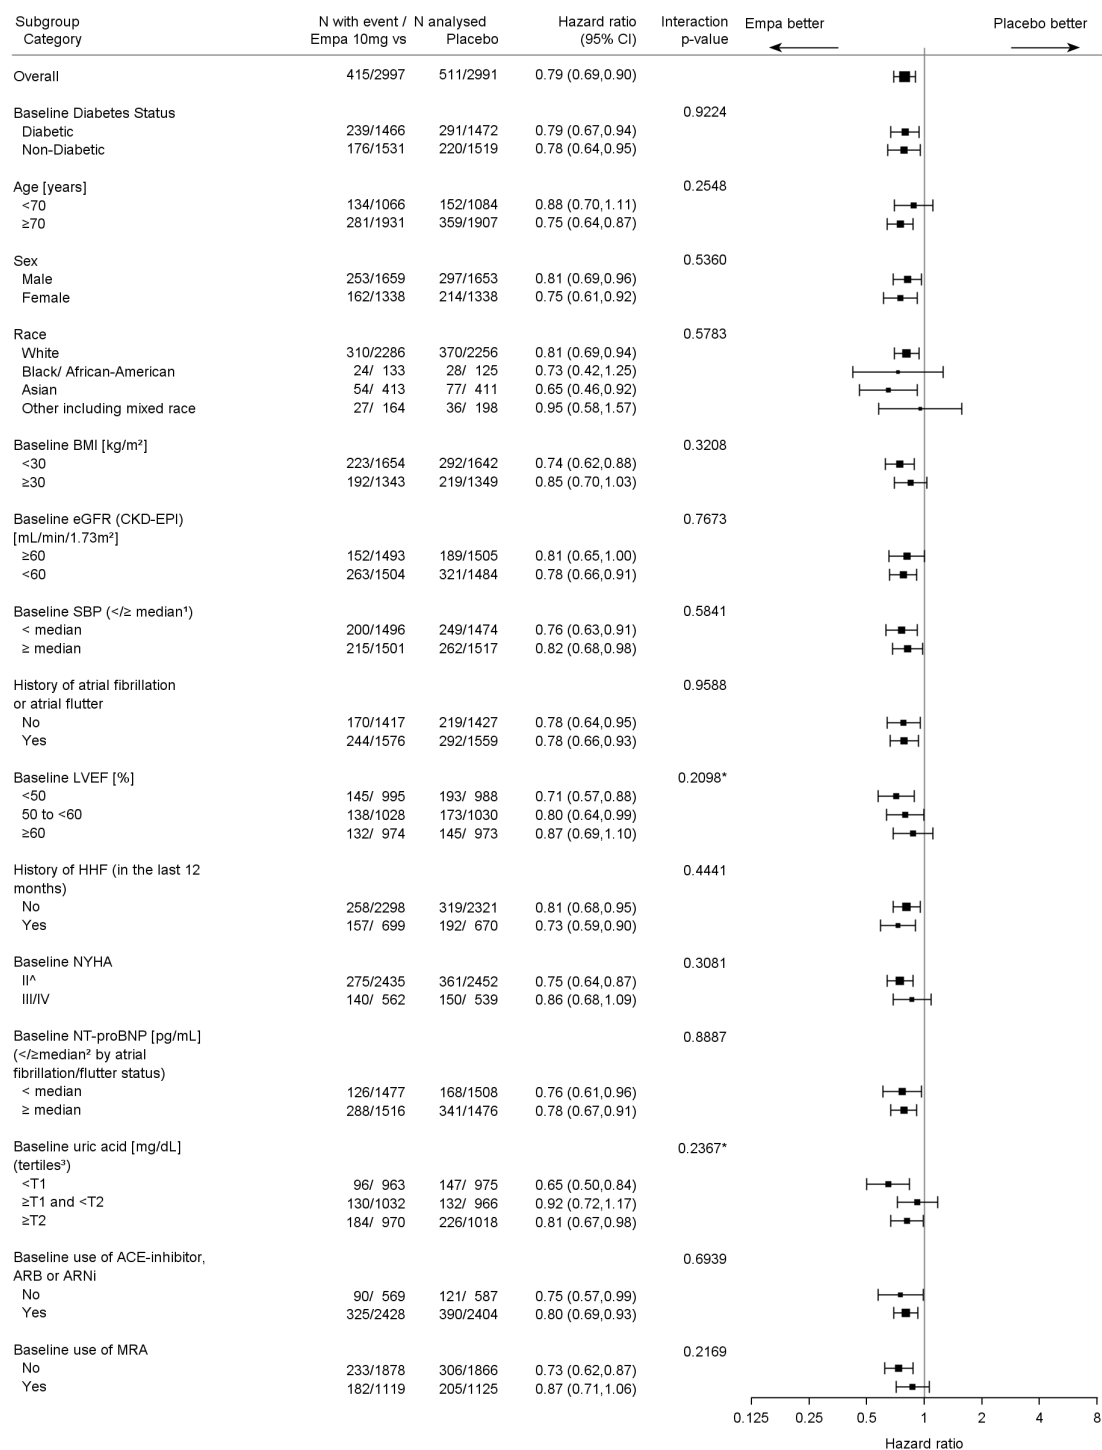 Subgroup N with event / N analysed Hazard ratio Interaction Empa better Placebo better
Category Empa 10mg vs Placebo (95% CI) p-value
Overall 415/2997 511/2991 0.79 (0.69,0.90)
Baseline Diabetes Status 0.9224
Diabetic 239/1466 291/1472 0.79 (0.67,0.94)
Non-Diabetic 176/1531 220/1519 0.78 (0.64,0.95)
Age [years] 0.2548
<70 134/1066 152/1084 0.88 (0.70,1.11)
≥70 281/1931 359/1907 0.75 (0.64,0.87)
Sex 0.5360
Male 253/1659 297/1653 0.81 (0.69,0.96)
Female 162/1338 214/1338 0.75 (0.61,0.92)
Race 0.5783
White 310/2286 370/2256 0.81 (0.69,0.94)
Black/ African-American 24/ 133 28/ 125 0.73 (0.42,1.25)
Asian 54/ 413 77/ 411 0.65 (0.46,0.92)
Other including mixed race 27/ 164 36/ 198 0.95 (0.58,1.57)
Baseline BMI [kg/m²] 0.3208
<30 223/1654 292/1642 0.74 (0.62,0.88)
≥30 192/1343 219/1349 0.85 (0.70,1.03)
Baseline eGFR (CKD-EPI) 0.7673
[mL/min/1.73m²]
≥60 152/1493 189/1505 0.81 (0.65,1.00)
<60 263/1504 321/1484 0.78 (0.66,0.91)
Baseline SBP (</≥ median¹) 0.5841
< median 200/1496 249/1474 0.76 (0.63,0.91)
≥ median 215/1501 262/1517 0.82 (0.68,0.98)
History of atrial fibrillation 0.9588
or atrial flutter
No 170/1417 219/1427 0.78 (0.64,0.95)
Yes 244/1576 292/1559 0.78 (0.66,0.93)
Baseline LVEF [%] 0.2098*
<50 145/ 995 193/ 988 0.71 (0.57,0.88)
50 to <60 138/1028 173/1030 0.80 (0.64,0.99)
≥60 132/ 974 145/ 973 0.87 (0.69,1.10)
History of HHF (in the last 12 0.4441
months)
No 258/2298 319/2321 0.81 (0.68,0.95)
Yes 157/ 699 192/ 670 0.73 (0.59,0.90)
Baseline NYHA 0.3081
II^ 275/2435 361/2452 0.75 (0.64,0.87)
III/IV 140/ 562 150/ 539 0.86 (0.68,1.09)
Baseline NT-proBNP [pg/mL] 0.8887
(</≥median² by atrial
fibrillation/flutter status)
< median 126/1477 168/1508 0.76 (0.61,0.96)
≥ median 288/1516 341/1476 0.78 (0.67,0.91)
Baseline uric acid [mg/dL] 0.2367*
(tertiles³)
<T1 96/ 963 147/ 975 0.65 (0.50,0.84)
≥T1 and <T2 130/1032 132/ 966 0.92 (0.72,1.17)
≥T2 184/ 970 226/1018 0.81 (0.67,0.98)
Baseline use of ACE-inhibitor, 0.6939
ARB or ARNi
No 90/ 569 121/ 587 0.75 (0.57,0.99)
Yes 325/2428 390/2404 0.80 (0.69,0.93)
Baseline use of MRA 0.2169
No 233/1878 306/1866 0.73 (0.62,0.87)
Yes 182/1119 205/1125 0.87 (0.71,1.06)
0.125 0.25 0.5 1 2 4 8
Hazard ratio